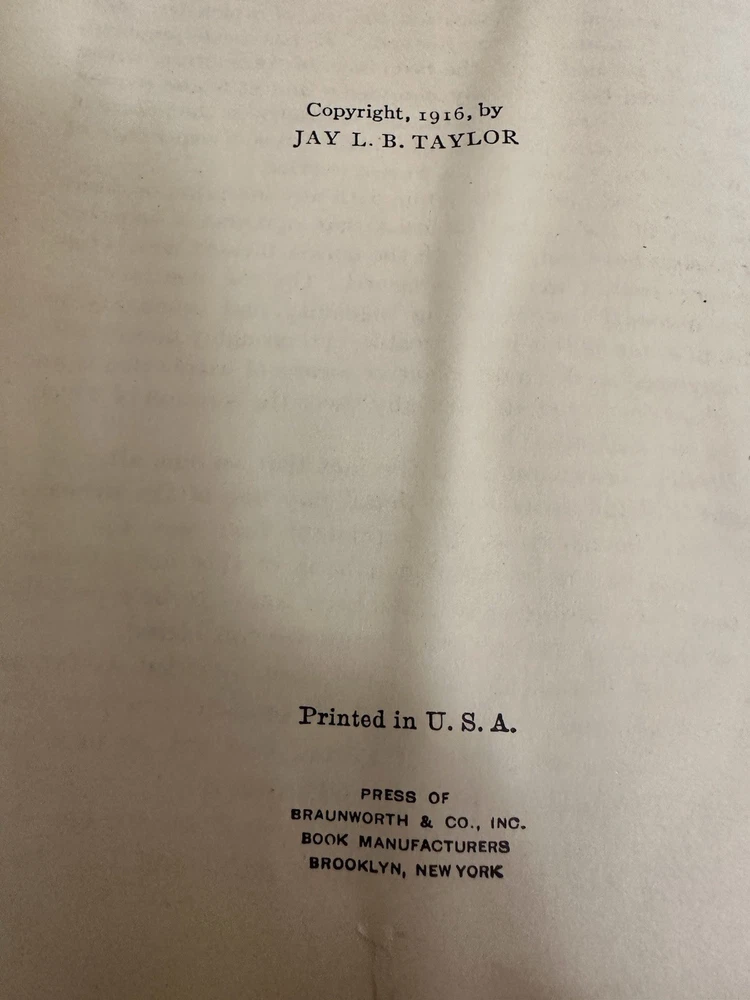 Copyright, 1916, by
JAY L. B. TAYLOR
Printed in U. S. A.
PRESS OF
BRAUNWORTH & CO., INC.
BOOK MANUFACTURERS
BROOKLYN, NEW YORK